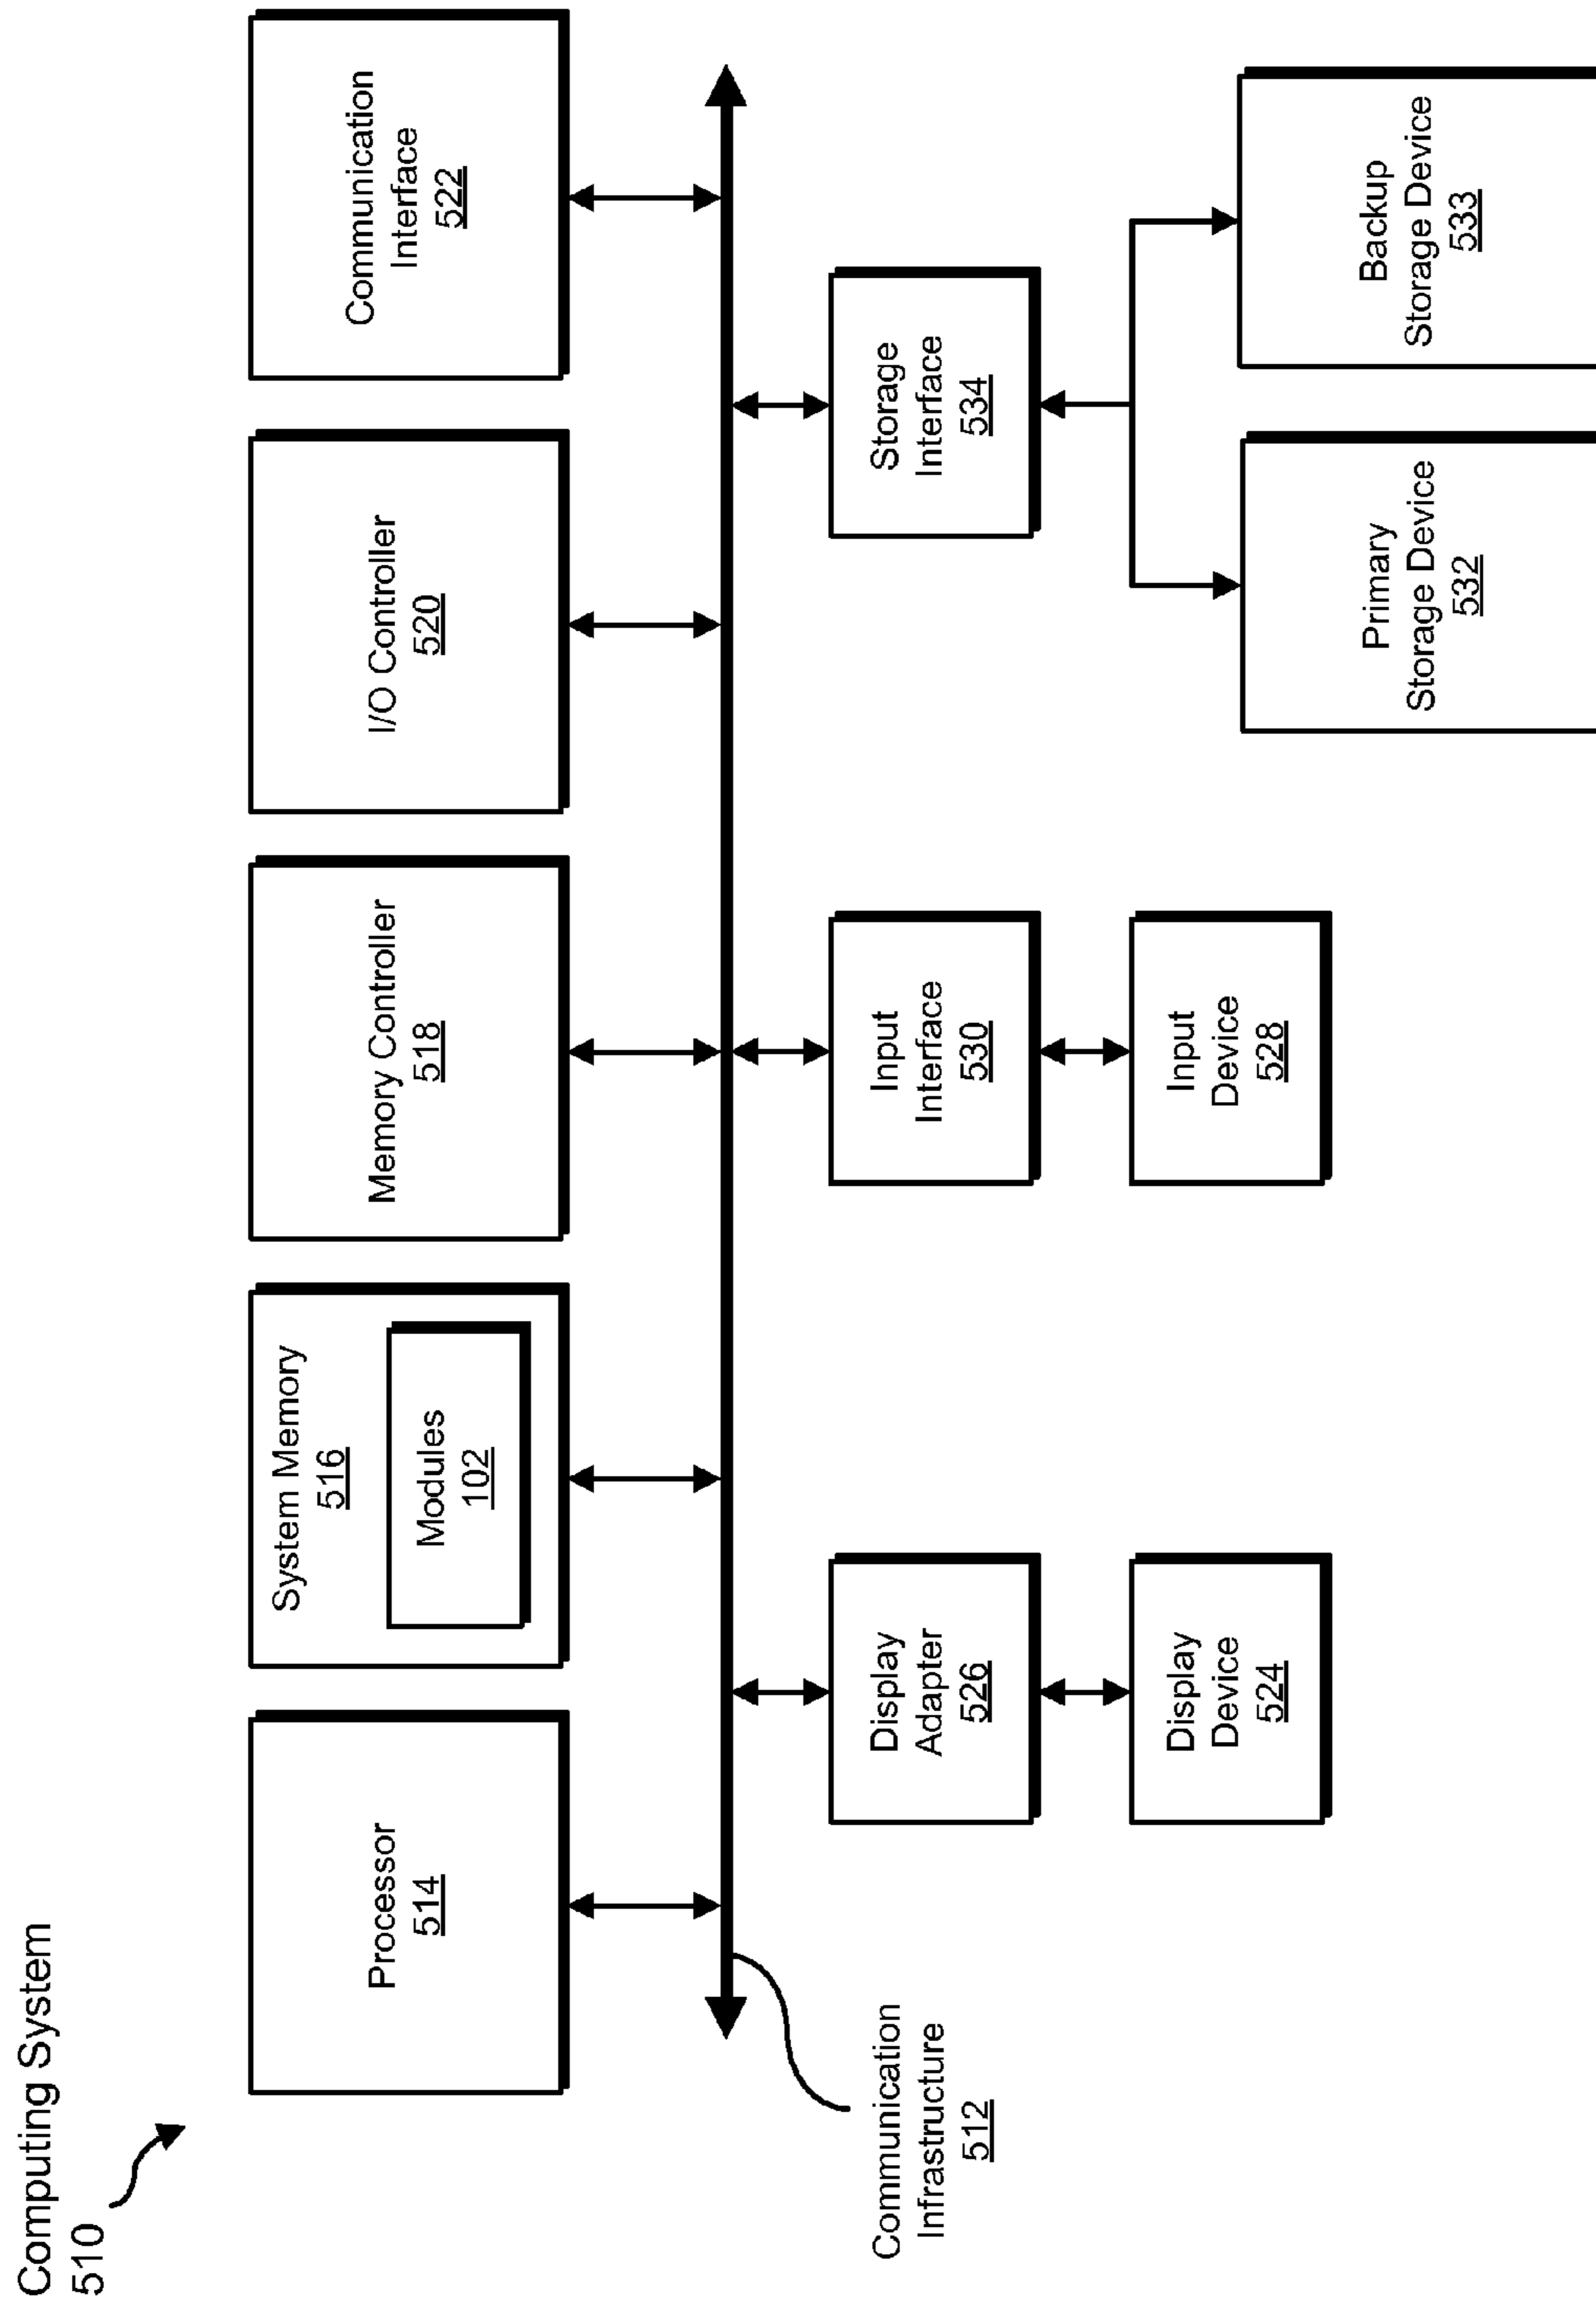 Computing System
510
Processor
514
System Memory
516
Modules
102
Memory Controller
518
I/O Controller
520
Communication
Interface
522
Communication
Infrastructure
512
Display
Adapter
526
Input
Interface
530
Storage
Interface
534
Display
Device
524
Input
Device
528
Primary
Storage Device
532
Backup
Storage Device
533